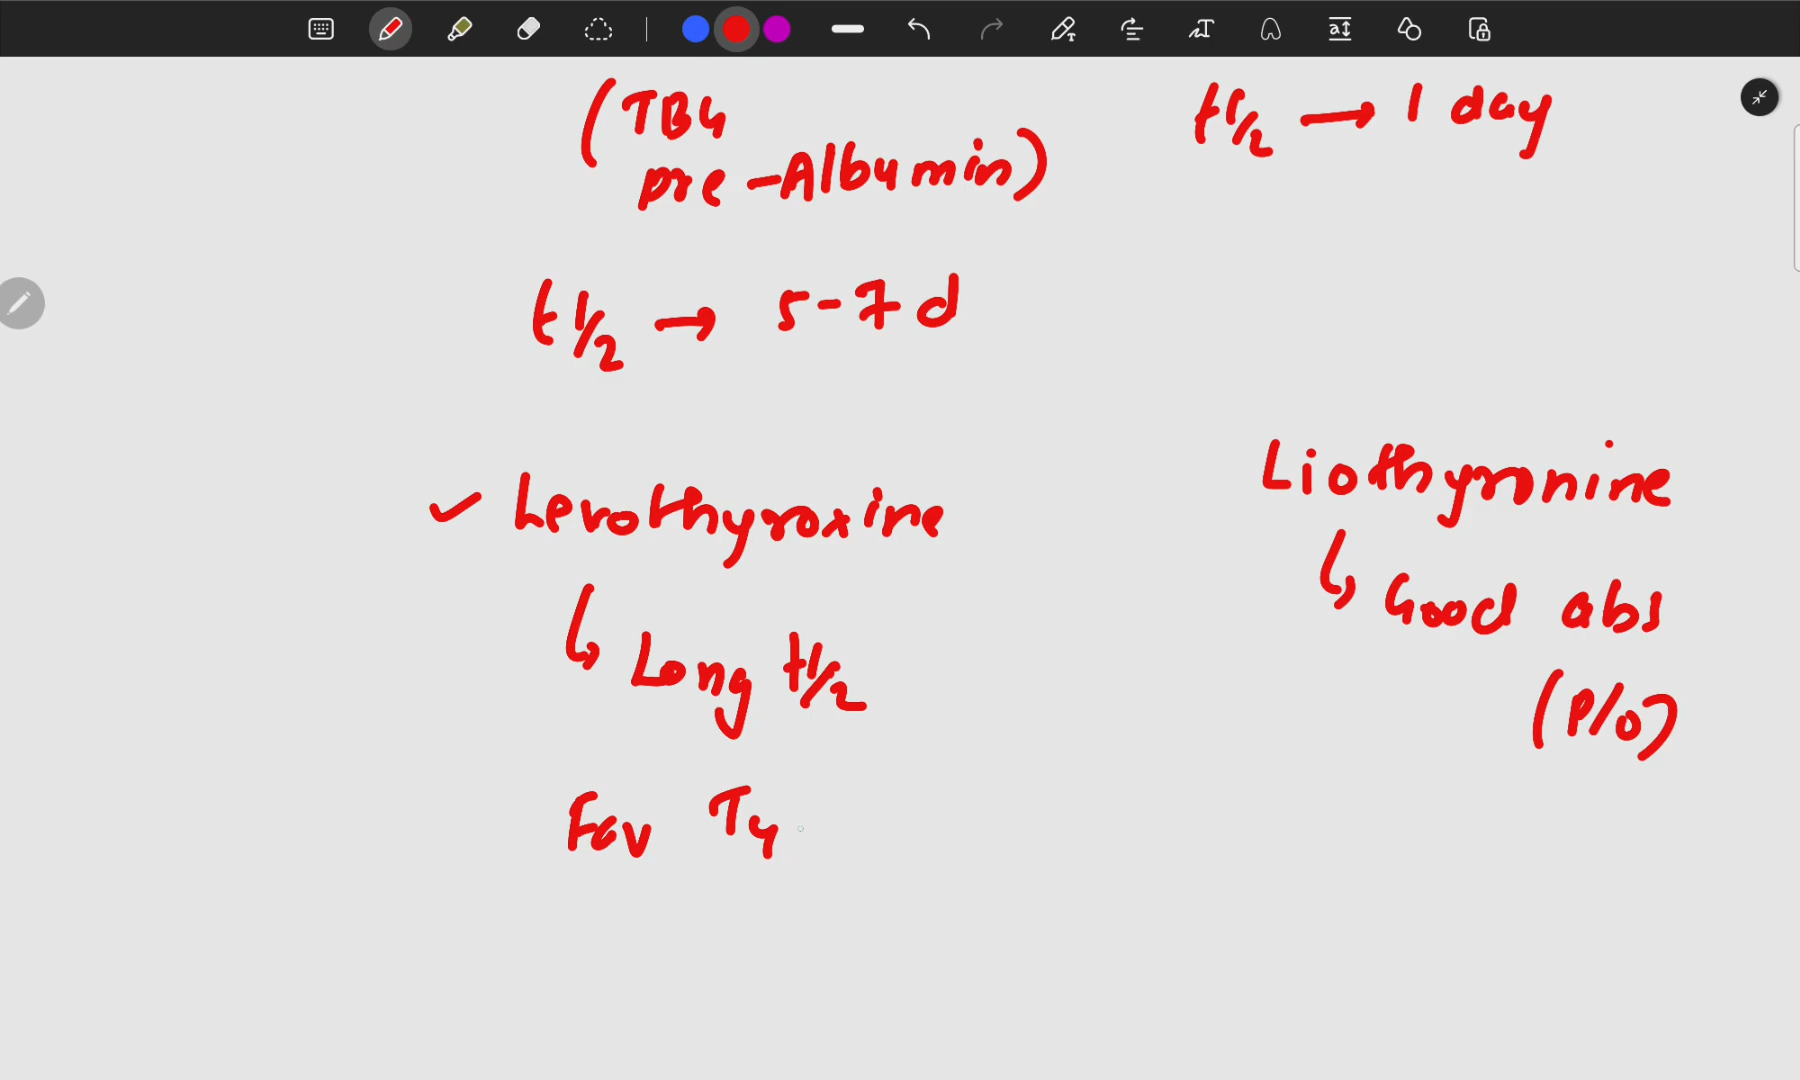 (TBG
pre-Albumin)
t1/2 → 1 day
t1/2 → 5-7 d
✓ Levothyroxine
↳ Long t1/2
Fav T4
Liothyronine
↳ Good abs
(P/O)